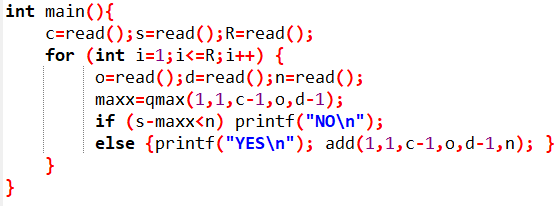 int main(){
c=read();s=read();R=read();
for (int i=1;i<=R;i++) {
o=read();d=read();n=read();
maxx=qmax(1,1,c-1,o,d-1);
if (s-maxx<n) printf("NO\n");
else {printf("YES\n"); add(1,1,c-1,o,d-1,n); }
}
}